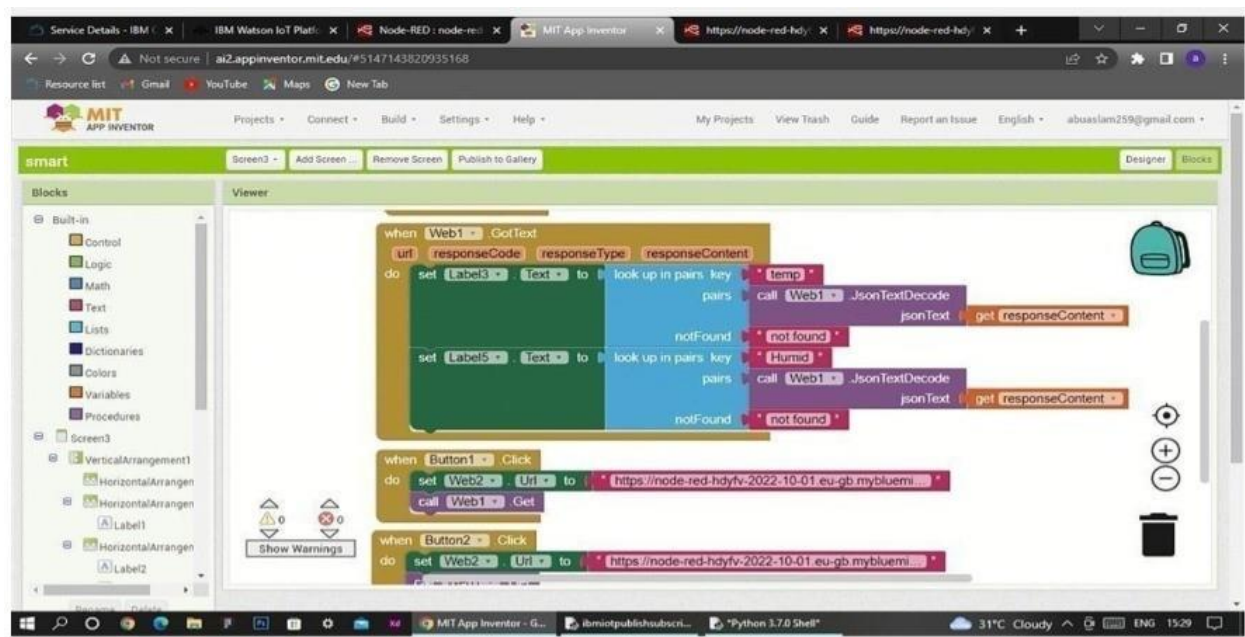 Service Details - IBM C
IBM Watson IoT Platfo
Node-RED : node-red
MIT App Inventor
https://node-red-hdyf
https://node-red-hdyf
Not secure
ai2.appinventor.mit.edu/#5147143820935168
Resource list
Gmail
YouTube
Maps
New Tab
MIT
APP INVENTOR
Projects
Connect
Build
Settings
Help
My Projects
View Trash
Guide
Report an Issue
English
abuaslam259@gmail.com
smart
Screen3
Add Screen ...
Remove Screen
Publish to Gallery
Designer
Blocks
Blocks
Viewer
Built-in
Control
Logic
Math
Text
Lists
Dictionaries
Colors
Variables
Procedures
Screen3
VerticalArrangement1
HorizontalArrangen
HorizontalArrangen
Label1
HorizontalArrangen
Label2
Rename Delete
when Web1 .GotText
url responseCode responseType responseContent
do set Label3 . Text to look up in pairs key " temp "
pairs call Web1 .JsonTextDecode
jsonText get responseContent
notFound " not found "
set Label5 . Text to look up in pairs key " Humid "
pairs call Web1 .JsonTextDecode
jsonText get responseContent
notFound " not found "
when Button1 .Click
do set Web2 . Url to " https://node-red-hdyfv-2022-10-01.eu-gb.mybluemi... "
call Web1 .Get
when Button2 .Click
do set Web2 . Url to " https://node-red-hdyfv-2022-10-01.eu-gb.mybluemi... "
0
0
Show Warnings
MIT App Inventor - G...
ibmiotpublishsubscri...
*Python 3.7.0 Shell*
31°C Cloudy
ENG
1529